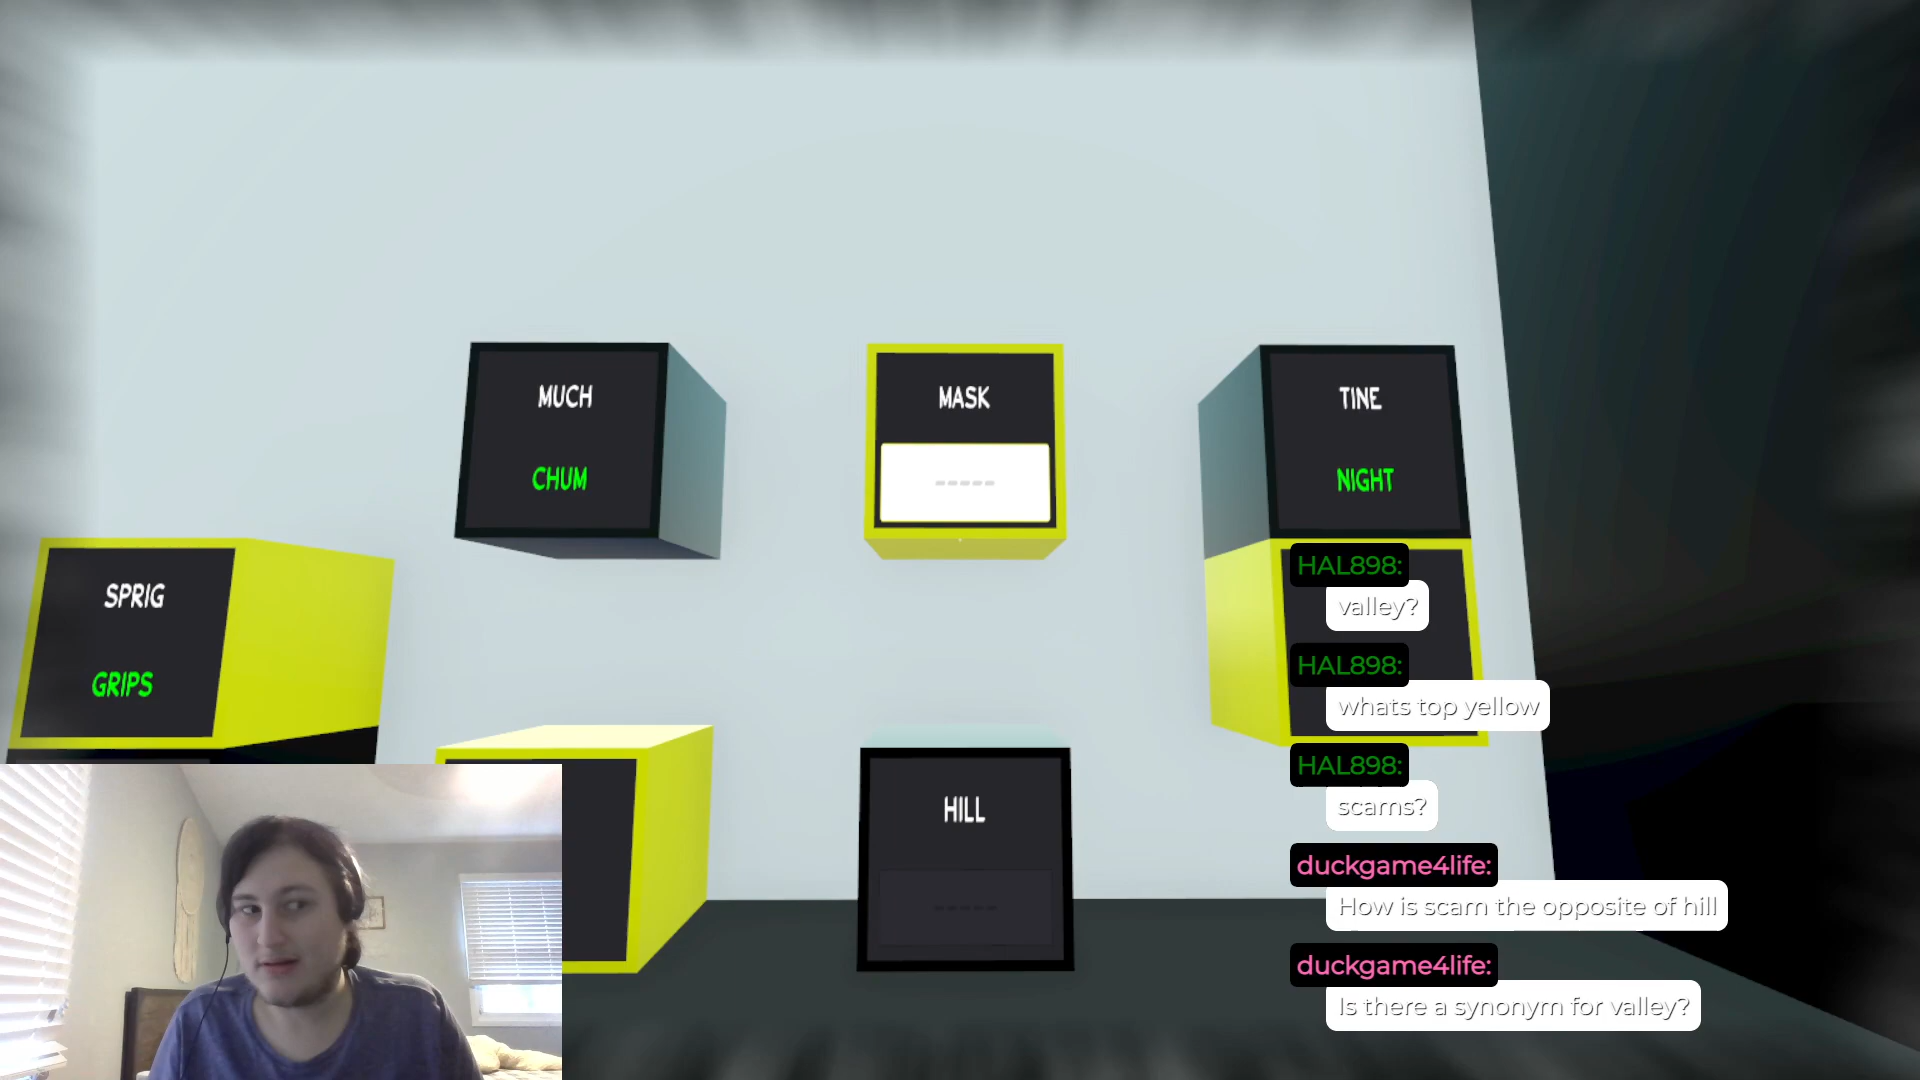 MUCH
CHUM
MASK
-----
TINE
NIGHT
SPRIG
GRIPS
HILL
-----
HAL898:
valley?
HAL898:
whats top yellow
HAL898:
scams?
duckgame4life:
How is scam the opposite of hill
duckgame4life:
Is there a synonym for valley?